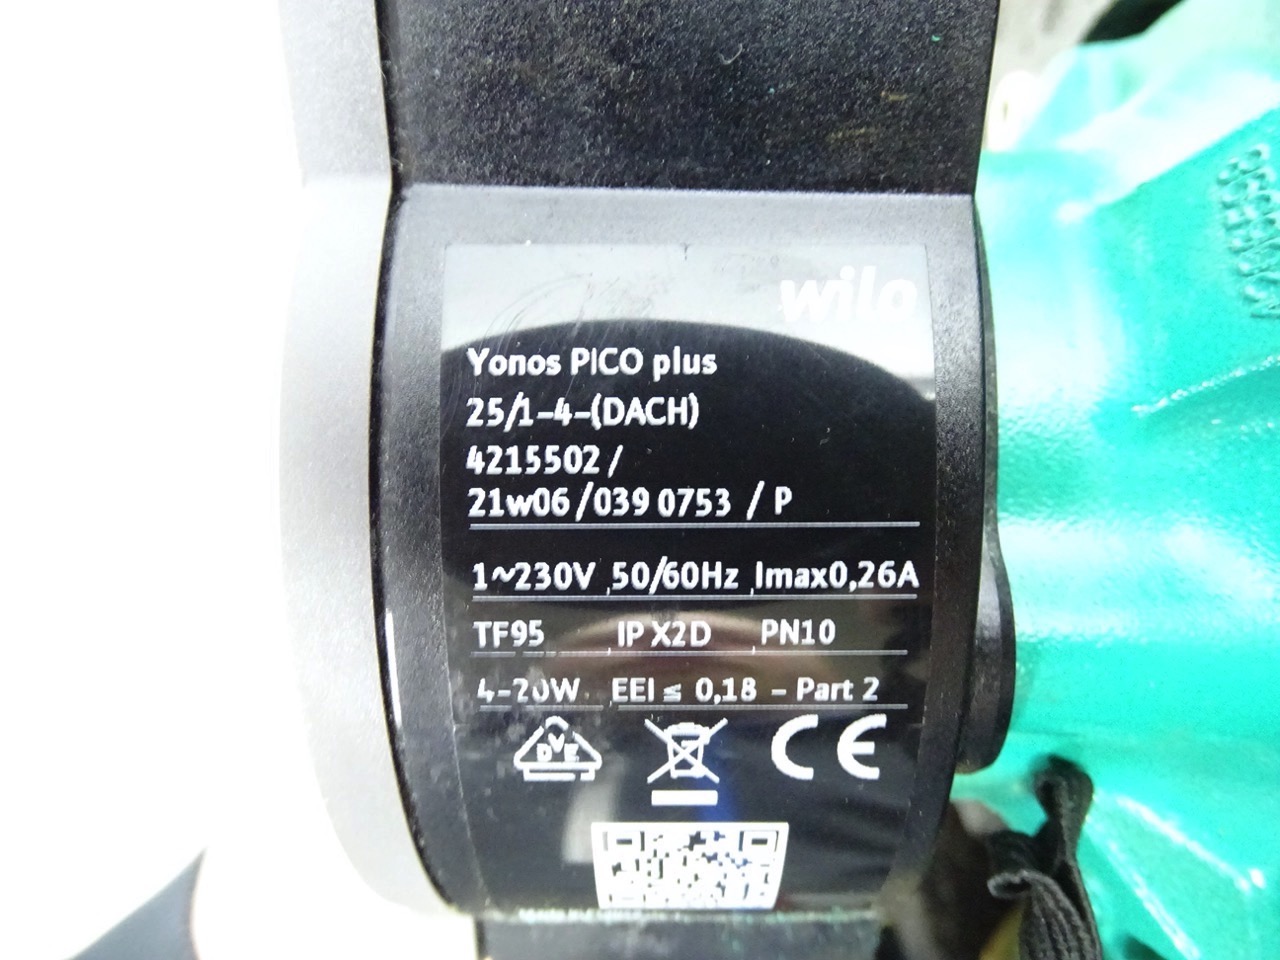 wilo
Yonos PICO plus
25/1-4-(DACH)
4215502 /
21w06 /039 0753 / P
1~230V 50/60Hz Imax0,26A
TF95 IP X2D PN10
4-20W EEI ≤ 0,18 - Part 2
DVE CE